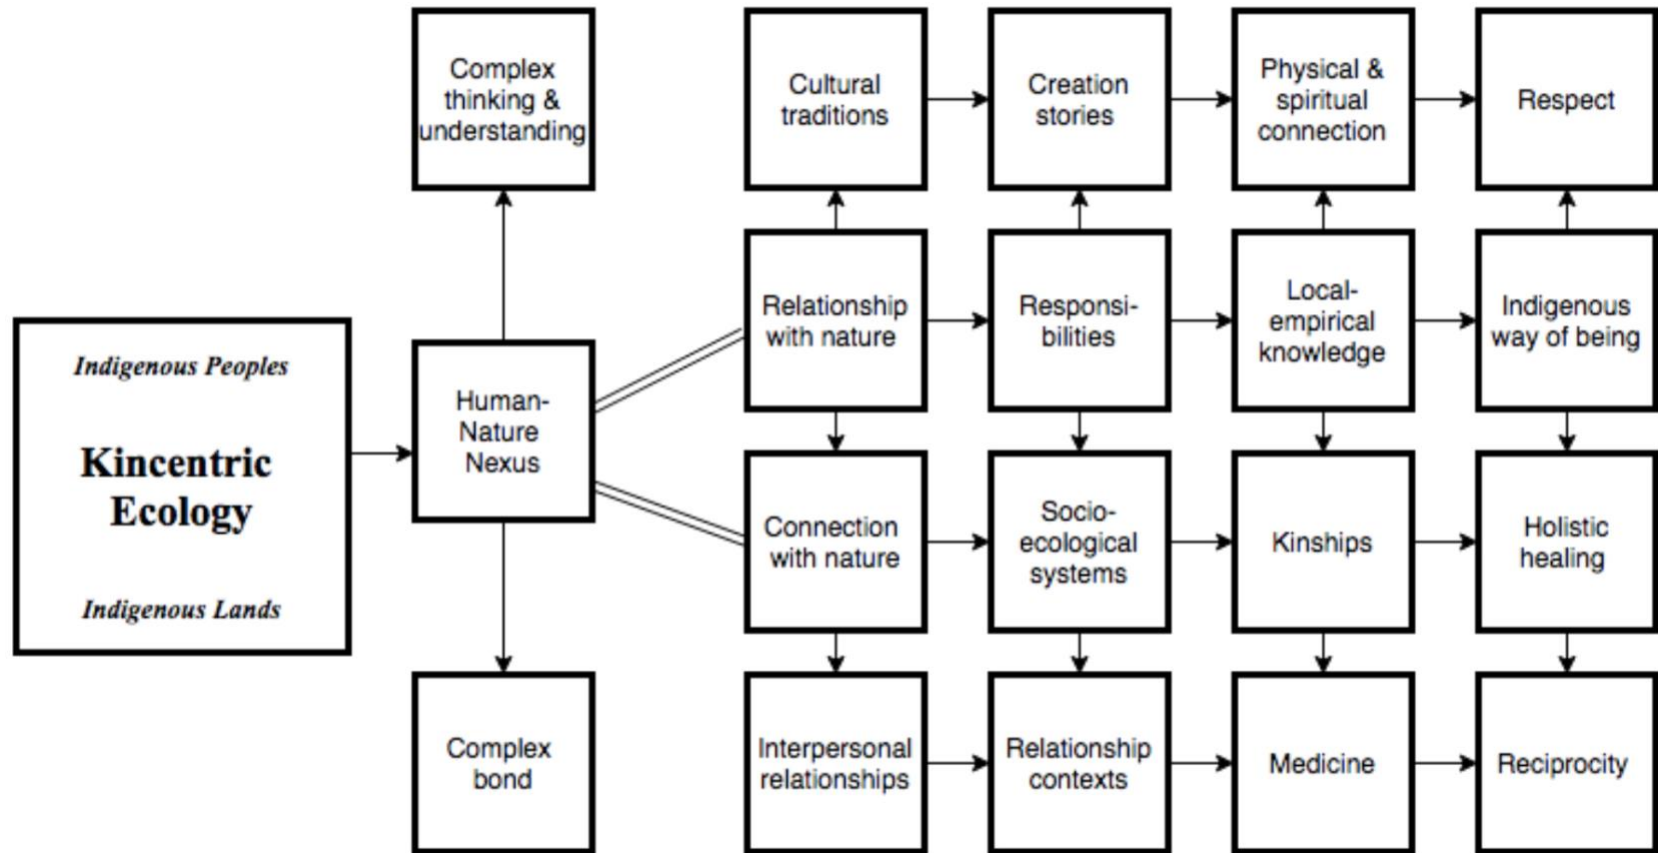 Indigenous Peoples
Kincentric
Ecology
Indigenous Lands
Complex
thinking &
understanding
Human-
Nature
Nexus
Complex
bond
Cultural
traditions
Creation
stories
Physical &
spiritual
connection
Respect
Relationship
with nature
Responsi-
bilities
Local-
empirical
knowledge
Indigenous
way of being
Connection
with nature
Socio-
ecological
systems
Kinships
Holistic
healing
Interpersonal
relationships
Relationship
contexts
Medicine
Reciprocity